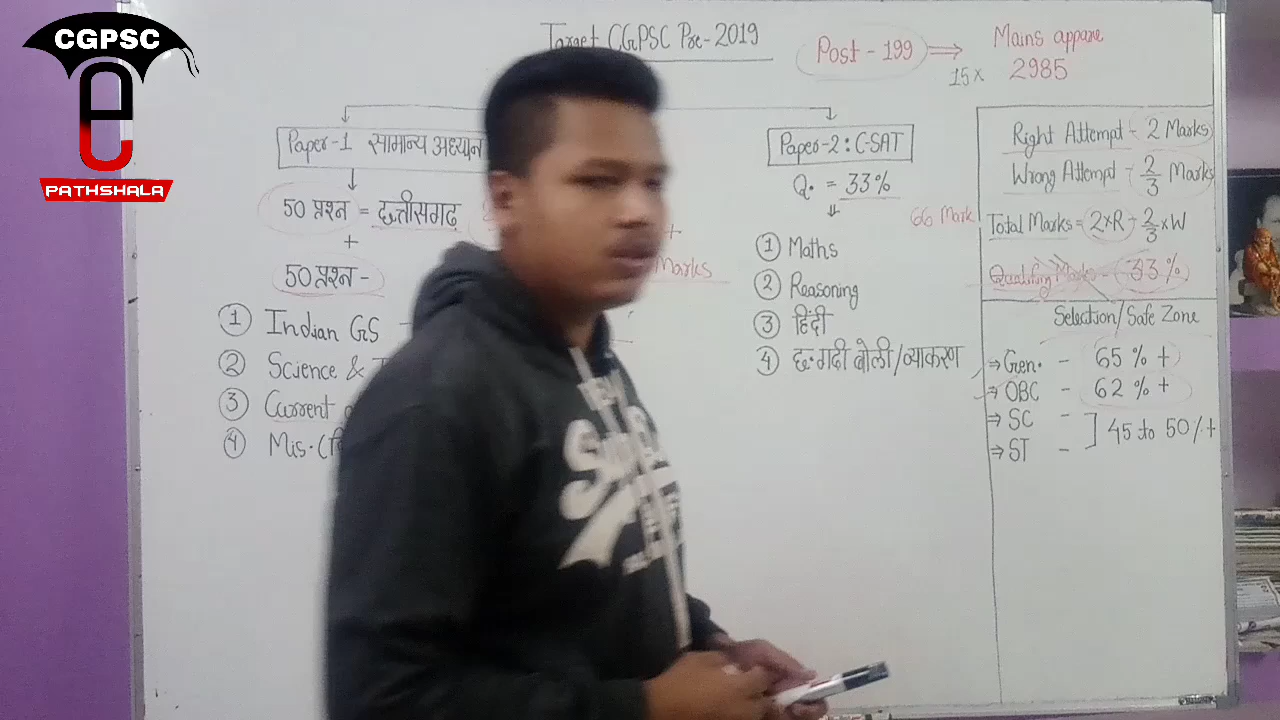 CGPSC
e
PATHSHALA
Target CGPSC Pre-2019
Post - 199 ⇒
15×
Mains appare
2985
Paper-1 सामान्य अध्ययन
50 प्रश्न = छत्तीसगढ़
+
50 प्रश्न -
① Indian GS -
② Science &
③ Current
④ Mis.(
+
Marks
Paper-2 : C-SAT
Q. = 33%
66 Mark
① Maths
② Reasoning
③ हिंदी
④ छ.गढी बोली/व्याकरण
Right Attempt - 2 Marks
Wrong Attempt - 2/3 Marks
Total Marks = 2×R - 2/3×W
Qualifying Marks - 33%
Selection/Safe Zone
→ Gen. - 65 % +
→ OBC - 62 % +
→ SC -
→ ST - ] 45 to 50%+